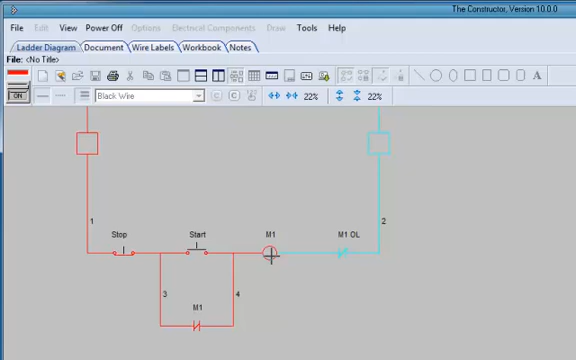 The Constructor, Version 10.0.0
File Edit View Power Off Options Electrical Components Draw Tools Help
Ladder Diagram Document Wire Labels Workbook Notes
File: <No Title>
ON Black Wire C C 22% 22%
A
1 2
Stop Start M1 M1 OL
3 4
M1